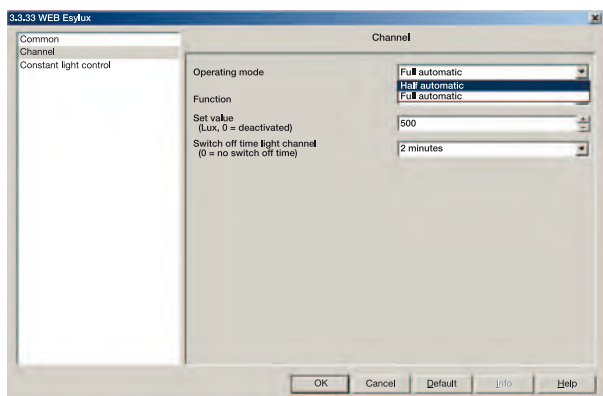 3.3.33 WEB Esylux
Common
Channel
Constant light control
Channel
Operating mode
Full automatic
Half automatic
Full automatic
Function
Set value
(Lux, 0 = deactivated)
500
Switch off time light channel
(0 = no switch off time)
2 minutes
OK
Cancel
Default
Info
Help